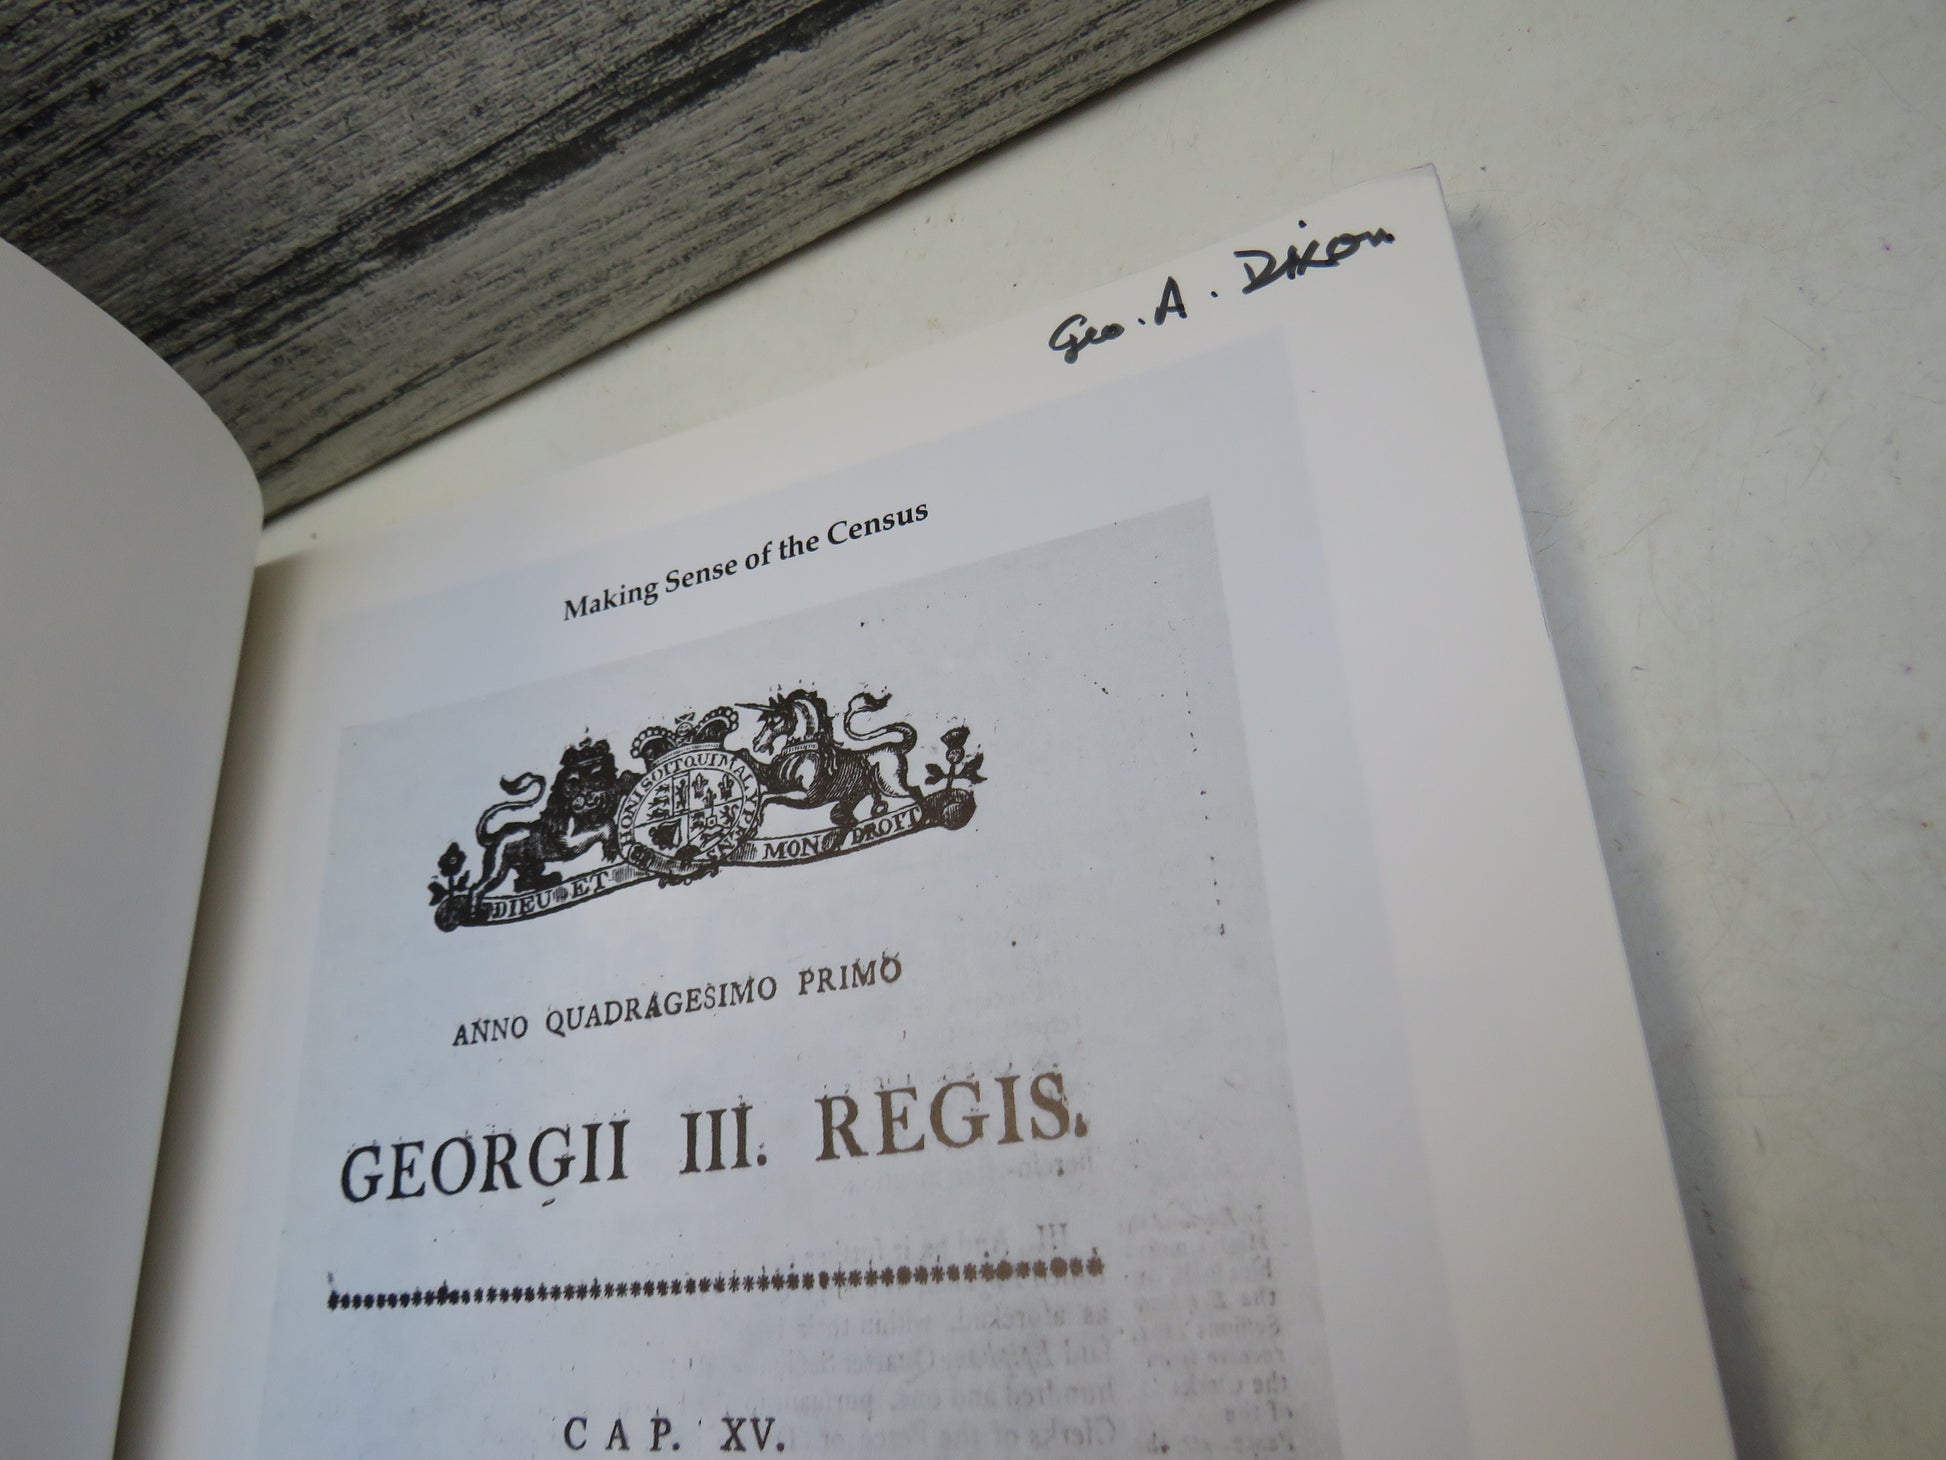 Geo. A. Dixon.
Making Sense of the Census
HONI SOIT QUI MAL Y PENSE
DIEU ET MON DROIT
ANNO QUADRAGESIMO PRIMO
GEORGII III. REGIS.
CAP. XV.